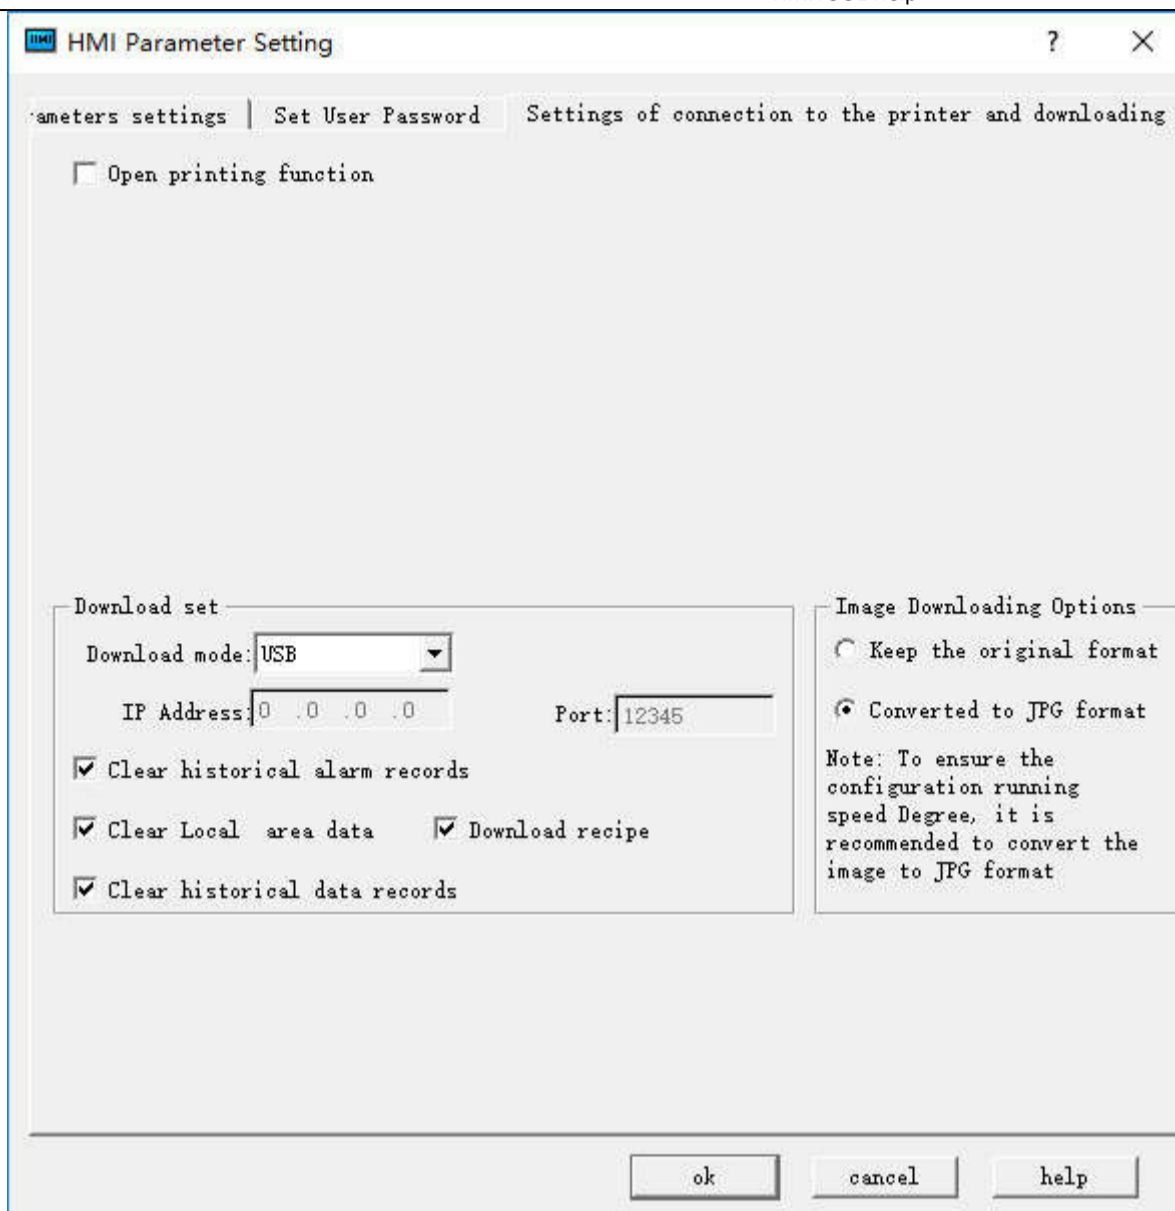 HMI Parameter Setting
ameters settings Set User Password Settings of connection to the printer and downloading
Open printing function
Download set
Download mode: USB
IP Address: 0 .0 .0 .0 Port: 12345
Clear historical alarm records
Clear Local area data Download recipe
Clear historical data records
Image Downloading Options
Keep the original format
Converted to JPG format
Note: To ensure the
configuration running
speed Degree, it is
recommended to convert the
image to JPG format
ok cancel help